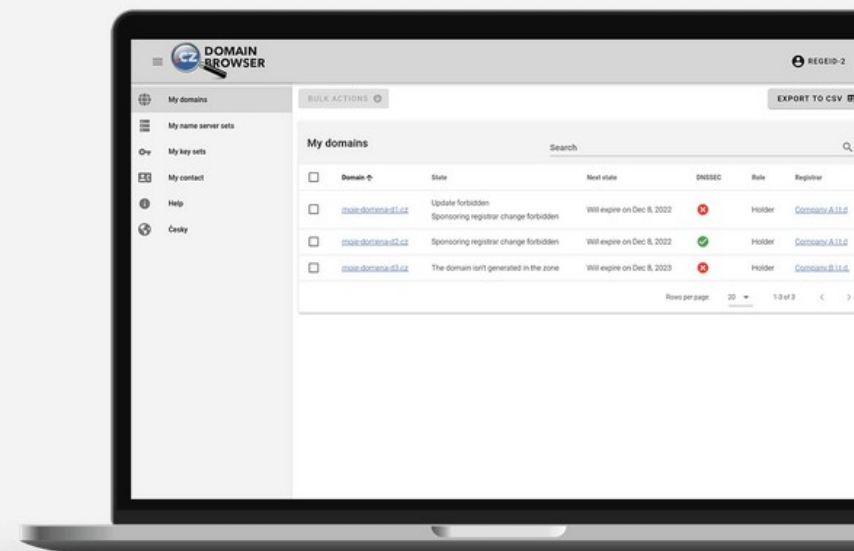 CZ DOMAIN
BROWSER
REGEID-2
My domains
My name server sets
My key sets
My contact
Help
Česky
BULK ACTIONS
EXPORT TO CSV
My domains
Search
Domain State Next state DNSSEC Role Registrar
moje-domena-d1.cz Update forbidden Will expire on Dec 8, 2022 Holder Company A Ltd
Sponsoring registrar change forbidden
moje-domena-d2.cz Sponsoring registrar change forbidden Will expire on Dec 8, 2022 Holder Company A Ltd
moje-domena-d3.cz The domain isn't generated in the zone Will expire on Dec 8, 2023 Holder Company B Ltd.
Rows per page: 20 1-3 of 3